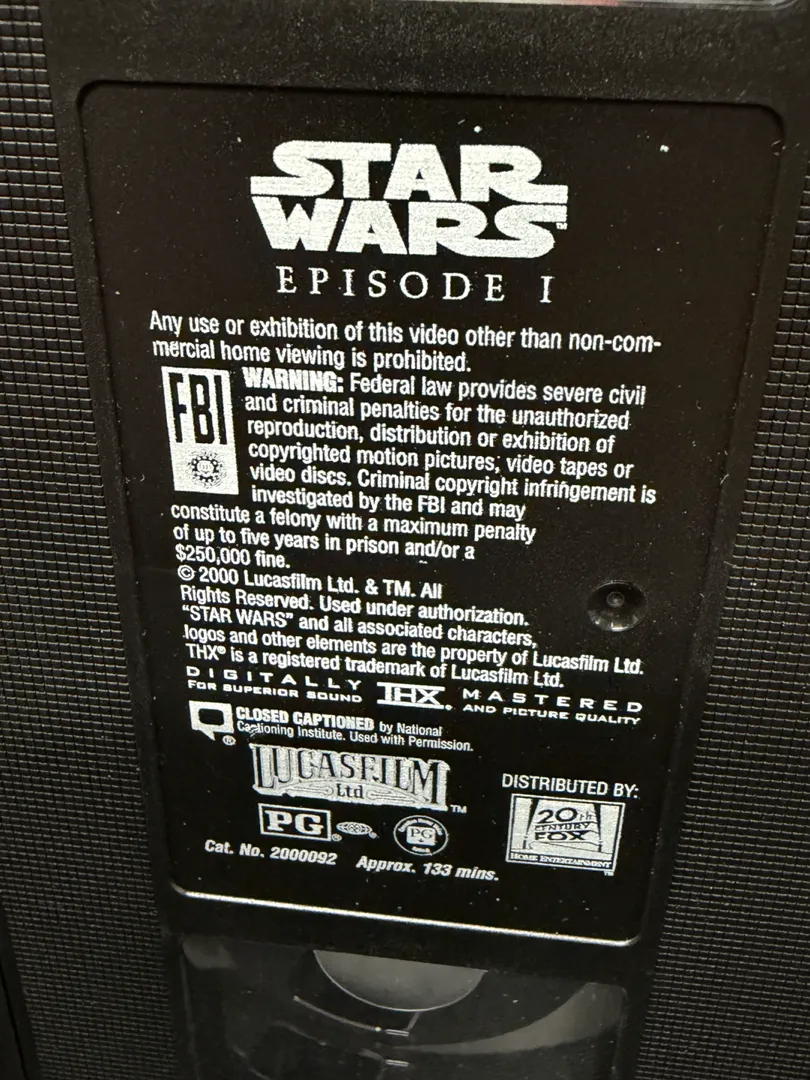 STAR
WARS™
EPISODE I
Any use or exhibition of this video other than non-com-
mercial home viewing is prohibited.
FBI
WARNING: Federal law provides severe civil
and criminal penalties for the unauthorized
reproduction, distribution or exhibition of
copyrighted motion pictures, video tapes or
video discs. Criminal copyright infringement is
investigated by the FBI and may
constitute a felony with a maximum penalty
of up to five years in prison and/or a
$250,000 fine.
© 2000 Lucasfilm Ltd. & TM. All
Rights Reserved. Used under authorization.
"STAR WARS" and all associated characters,
logos and other elements are the property of Lucasfilm Ltd.
THX® is a registered trademark of Lucasfilm Ltd.
DIGITALLY THX® MASTERED
FOR SUPERIOR SOUND AND PICTURE QUALITY
CLOSED CAPTIONED by National
® Captioning Institute. Used with Permission.
LUCASFILM
Ltd ™
DISTRIBUTED BY:
20th
CENTURY
FOX
HOME ENTERTAINMENT
™
PG ®
PG
Cat. No. 2000092 Approx. 133 mins.